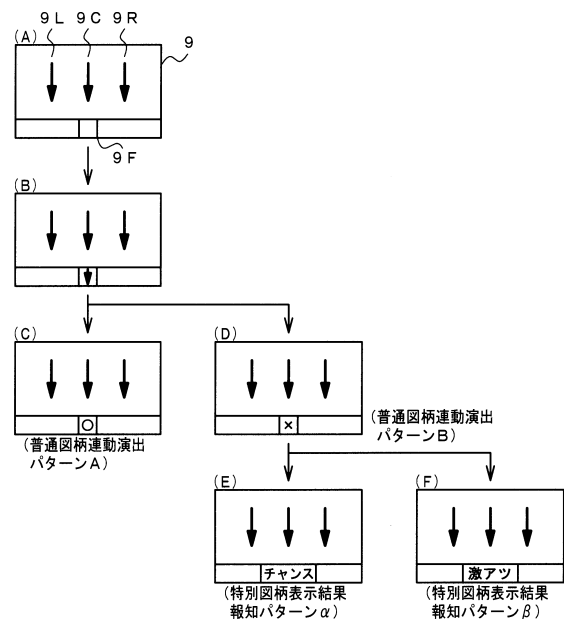 9L 9C 9R
(A)
9
9F
(B)
(C)
(D)
○
×
(普通図柄連動演出
パターンA)
(普通図柄連動演出
パターンB)
(E)
(F)
チャンス
激アツ
(特別図柄表示結果
報知パターンα)
(特別図柄表示結果
報知パターンβ)